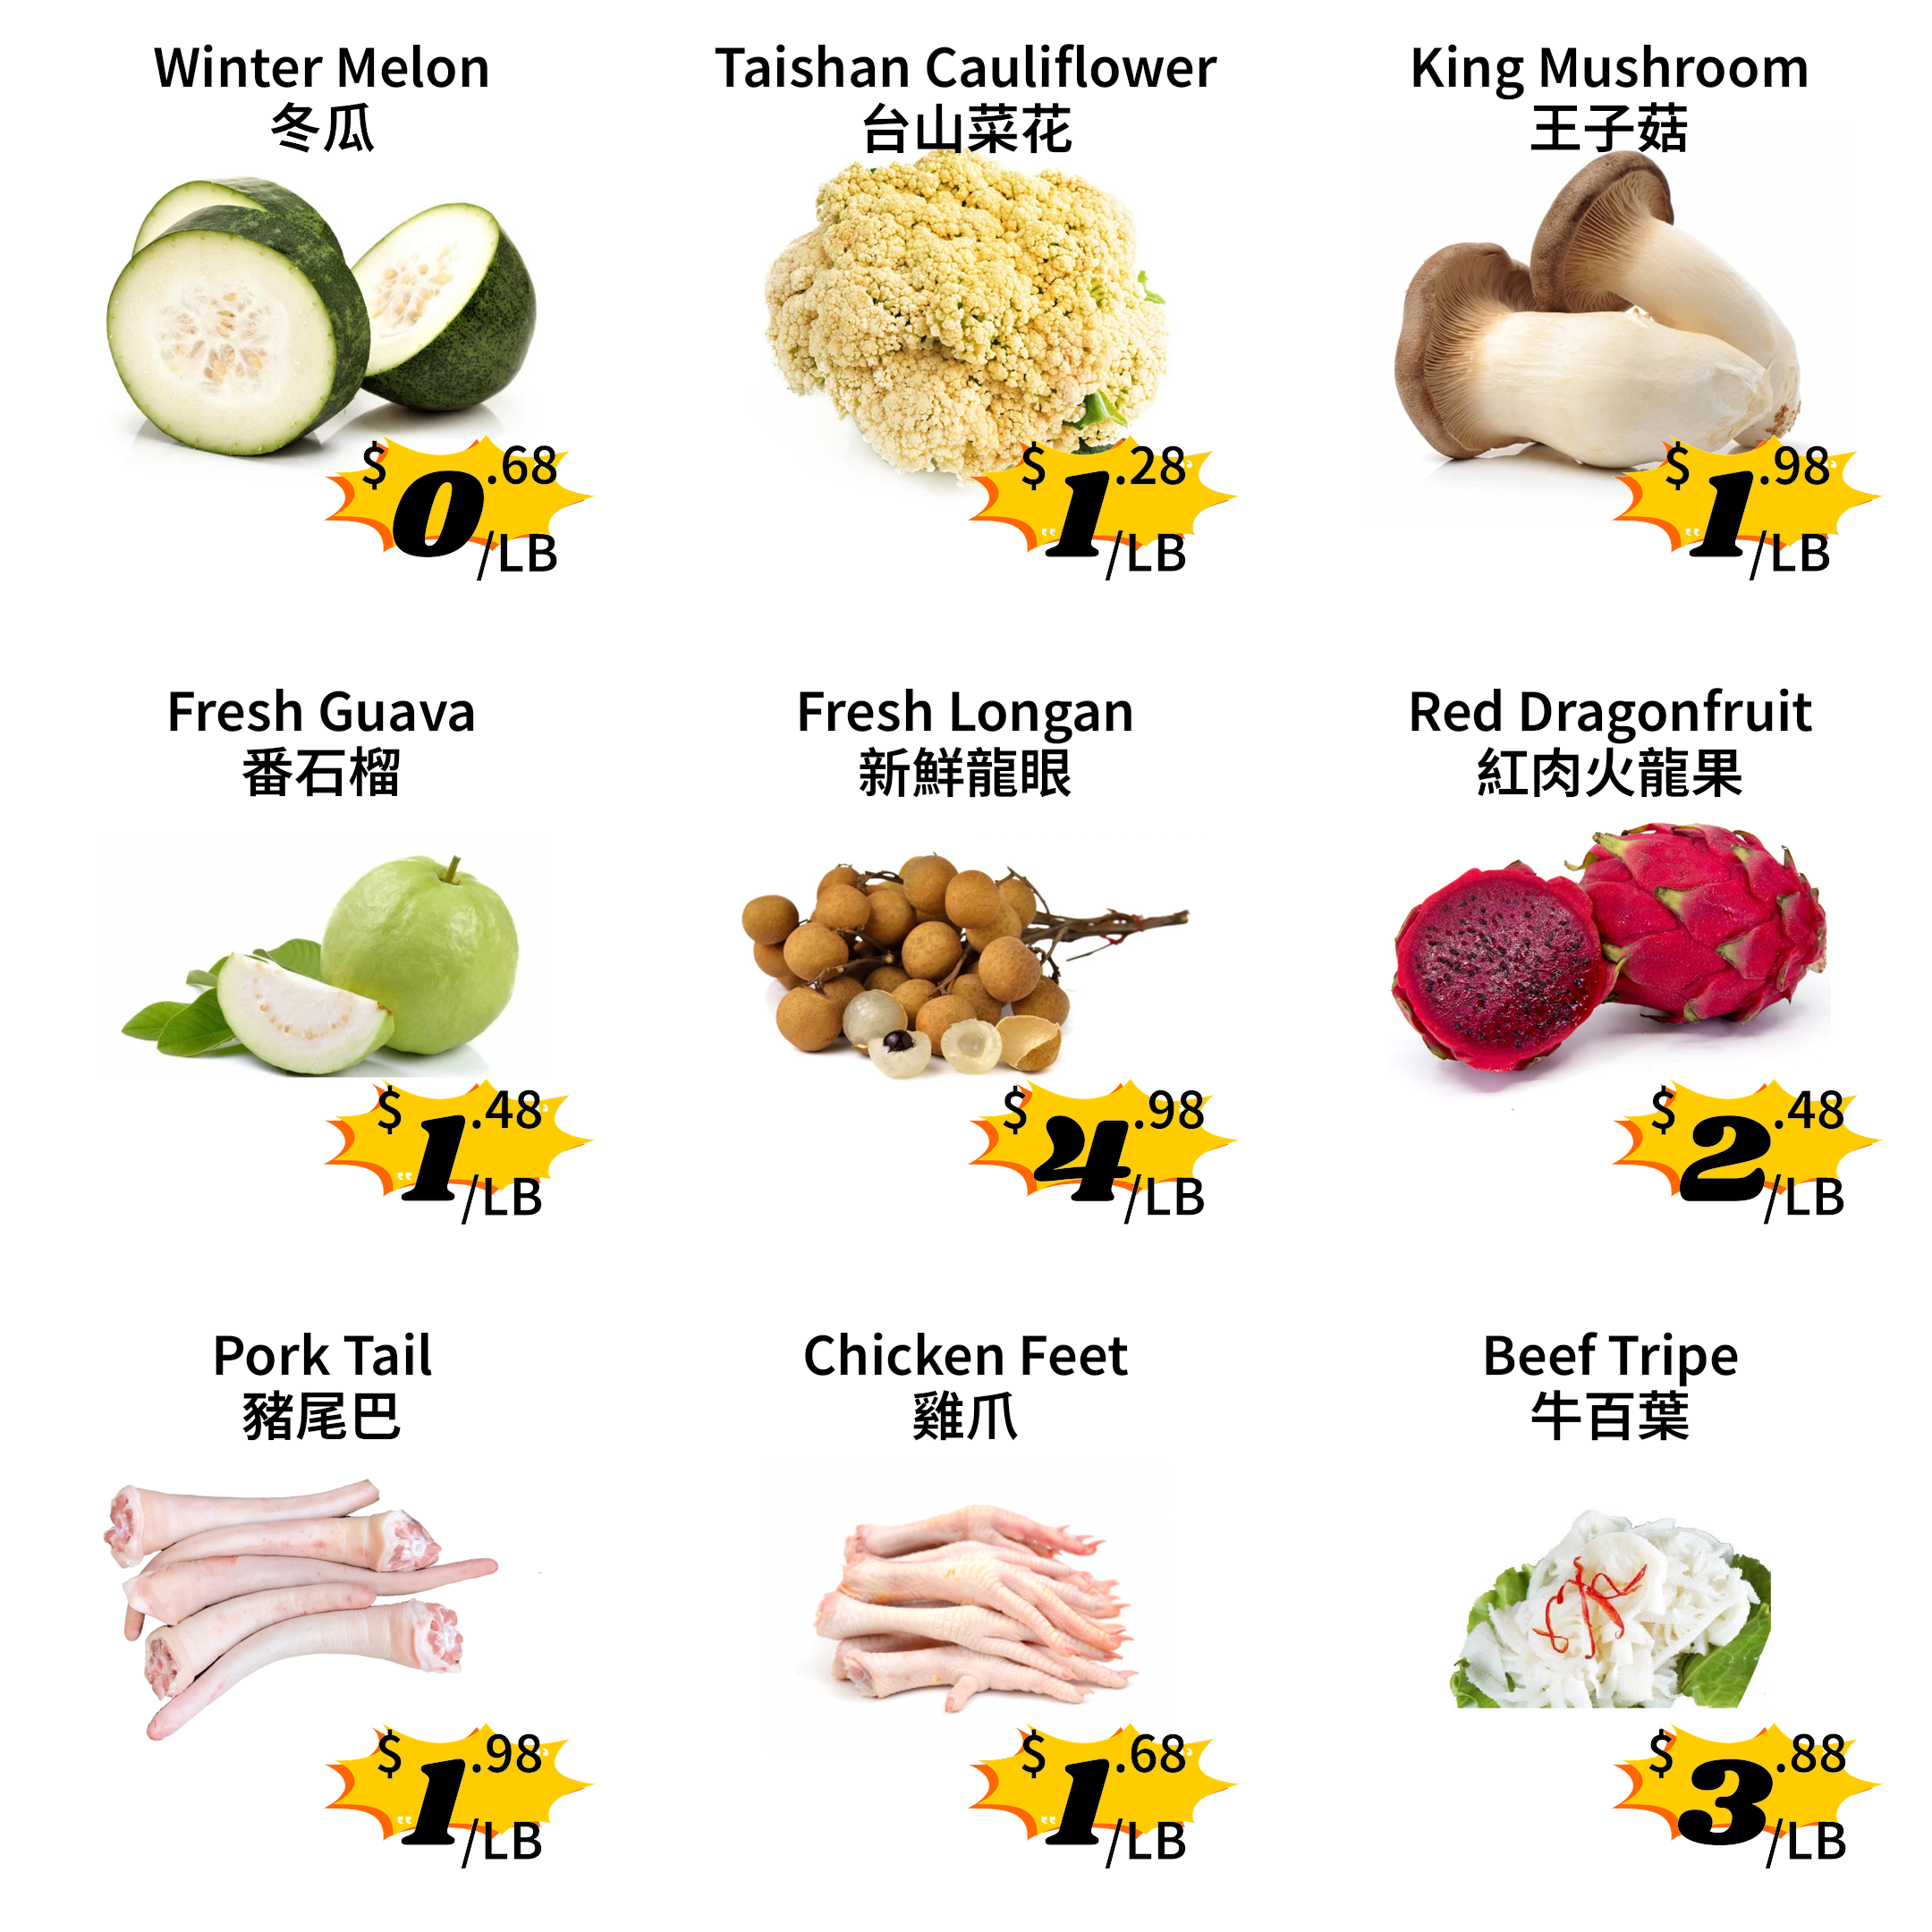 Winter Melon
冬瓜
$0.68/LB
Taishan Cauliflower
台山菜花
$1.28/LB
King Mushroom
王子菇
$1.98/LB
Fresh Guava
番石榴
$1.48/LB
Fresh Longan
新鮮龍眼
$4.98/LB
Red Dragonfruit
紅肉火龍果
$2.48/LB
Pork Tail
豬尾巴
$1.98/LB
Chicken Feet
雞爪
$1.68/LB
Beef Tripe
牛百葉
$3.88/LB